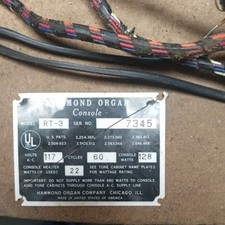 HAMMOND ORGAN
Console
MODEL RT-3 SERIAL NO. 7345
UL
U.S. PATS.
VOLTS A.C. 117 CYCLES 60 CONSOLE WATTS 128
CONSOLE HEATER WATTS (IF USED) 22 SEE TONE CABINET NAME PLATES FOR WATTAGE RATING
IMPORTANT: DO NOT SUPPLY MORE THAN 880 WATTS TO CONSOLE
AND TONE CABINETS THROUGH CONSOLE A.C. SUPPLY LINE
HAMMOND ORGAN COMPANY CHICAGO, ILL.
MADE IN UNITED STATES OF AMERICA